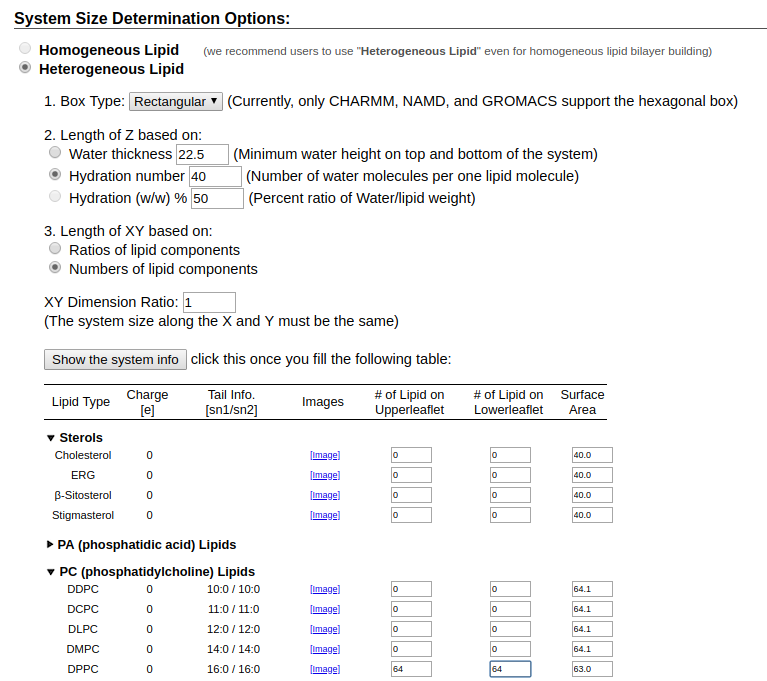 System Size Determination Options:
Homogeneous Lipid (we recommend users to use "Heterogeneous Lipid" even for homogeneous lipid bilayer building)
Heterogeneous Lipid
1. Box Type: Rectangular ▼ (Currently, only CHARMM, NAMD, and GROMACS support the hexagonal box)
2. Length of Z based on:
Water thickness 22.5 (Minimum water height on top and bottom of the system)
Hydration number 40 (Number of water molecules per one lipid molecule)
Hydration (w/w) % 50 (Percent ratio of Water/lipid weight)
3. Length of XY based on:
Ratios of lipid components
Numbers of lipid components
XY Dimension Ratio: 1
(The system size along the X and Y must be the same)
Show the system info click this once you fill the following table:
Lipid Type Charge [e] Tail Info. [sn1/sn2] Images # of Lipid on Upperleaflet # of Lipid on Lowerleaflet Surface Area
▼ Sterols
Cholesterol 0 [Image] 0 0 40.0
ERG 0 [Image] 0 0 40.0
β-Sitosterol 0 [Image] 0 0 40.0
Stigmasterol 0 [Image] 0 0 40.0
▶ PA (phosphatidic acid) Lipids
▼ PC (phosphatidylcholine) Lipids
DDPC 0 10:0 / 10:0 [Image] 0 0 64.1
DCPC 0 11:0 / 11:0 [Image] 0 0 64.1
DLPC 0 12:0 / 12:0 [Image] 0 0 64.1
DMPC 0 14:0 / 14:0 [Image] 0 0 64.1
DPPC 0 16:0 / 16:0 [Image] 64 64 63.0